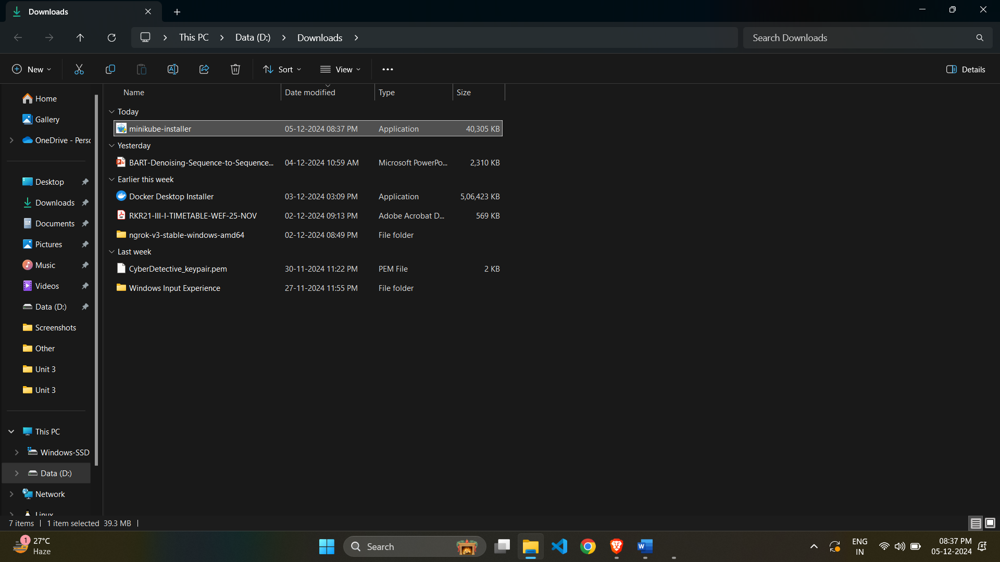 Downloads
This PC
Data (D:)
Downloads
Search Downloads
New
Sort
View
Details
Home
Gallery
OneDrive - Persc
Desktop
Downloads
Documents
Pictures
Music
Videos
Data (D:)
Screenshots
Other
Unit 3
Unit 3
This PC
Windows-SSD
Data (D:)
Network
Linux
Name Date modified Type Size
Today
minikube-installer 05-12-2024 08:37 PM Application 40,305 KB
Yesterday
BART-Denoising-Sequence-to-Sequence... 04-12-2024 10:59 AM Microsoft PowerPo... 2,310 KB
Earlier this week
Docker Desktop Installer 03-12-2024 03:09 PM Application 5,06,423 KB
RKR21-III-I-TIMETABLE-WEF-25-NOV 02-12-2024 09:13 PM Adobe Acrobat D... 569 KB
ngrok-v3-stable-windows-amd64 02-12-2024 08:49 PM File folder
Last week
CyberDetective_keypair.pem 30-11-2024 11:22 PM PEM File 2 KB
Windows Input Experience 27-11-2024 11:55 PM File folder
7 items 1 item selected 39.3 MB
1
27°C
Haze
Search
W
ENG
IN
08:37 PM
05-12-2024